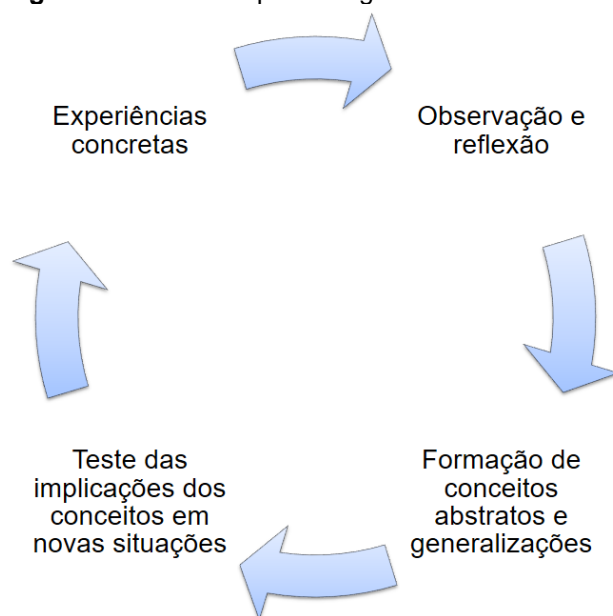 Experiências
concretas
Observação e
reflexão
Formação de
conceitos
abstratos e
generalizações
Teste das
implicações dos
conceitos em
novas situações